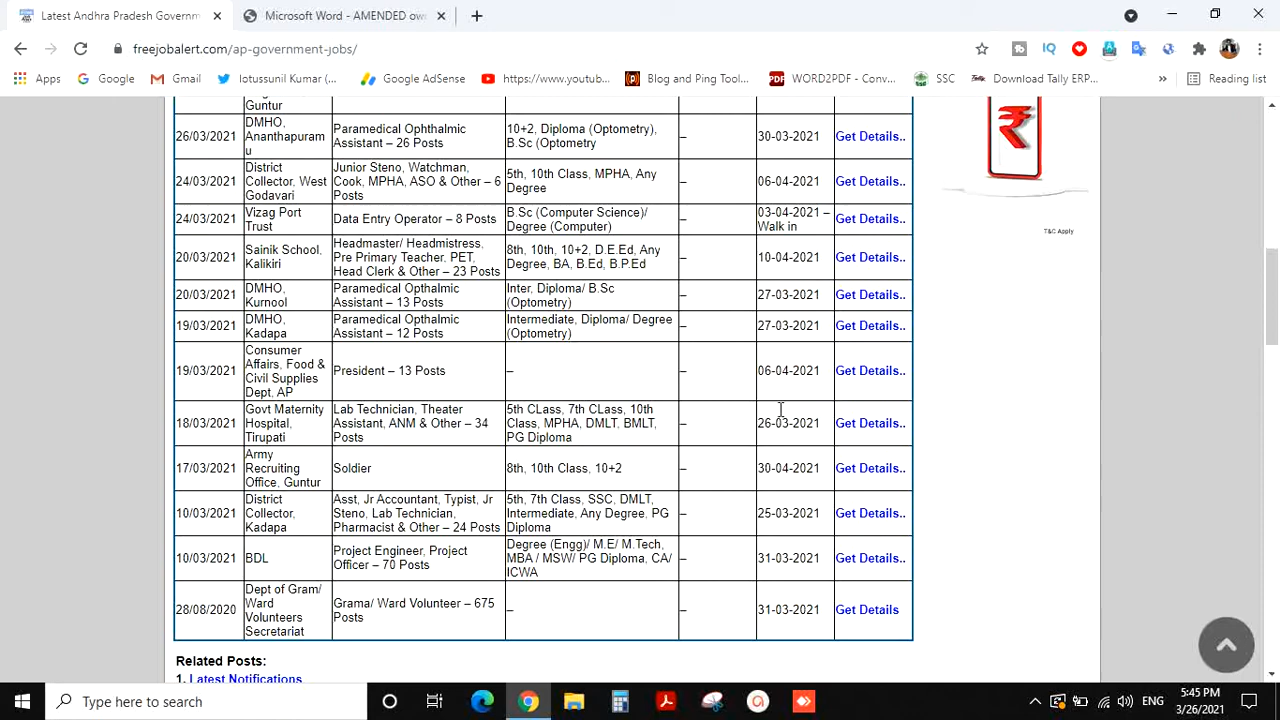 Latest Andhra Pradesh Governm
Microsoft Word - AMENDED ow
freejobalert.com/ap-government-jobs/
Apps
Google
Gmail
lotussunil Kumar (...
Google AdSense
https://www.youtub...
Blog and Ping Tool...
WORD2PDF - Conv...
SSC
Download Tally ERP...
»
Reading list
Guntur
26/03/2021 DMHO, Ananthapuramu Paramedical Ophthalmic Assistant – 26 Posts 10+2, Diploma (Optometry), B.Sc (Optometry – 30-03-2021 Get Details..
24/03/2021 District Collector, West Godavari Junior Steno, Watchman, Cook, MPHA, ASO & Other – 6 Posts 5th, 10th Class, MPHA, Any Degree – 06-04-2021 Get Details..
24/03/2021 Vizag Port Trust Data Entry Operator – 8 Posts B.Sc (Computer Science)/ Degree (Computer) – 03-04-2021 – Walk in Get Details..
20/03/2021 Sainik School, Kalikiri Headmaster/ Headmistress, Pre Primary Teacher, PET, Head Clerk & Other – 23 Posts 8th, 10th, 10+2, D.E.Ed, Any Degree, BA, B.Ed, B.P.Ed – 10-04-2021 Get Details..
20/03/2021 DMHO, Kurnool Paramedical Opthalmic Assistant – 13 Posts Inter, Diploma/ B.Sc (Optometry) – 27-03-2021 Get Details..
19/03/2021 DMHO, Kadapa Paramedical Opthalmic Assistant – 12 Posts Intermediate, Diploma/ Degree (Optometry) – 27-03-2021 Get Details..
19/03/2021 Consumer Affairs, Food & Civil Supplies Dept, AP President – 13 Posts – – 06-04-2021 Get Details..
18/03/2021 Govt Maternity Hospital, Tirupati Lab Technician, Theater Assistant, ANM & Other – 34 Posts 5th CLass, 7th CLass, 10th Class, MPHA, DMLT, BMLT, PG Diploma – 26-03-2021 Get Details..
17/03/2021 Army Recruiting Office, Guntur Soldier 8th, 10th Class, 10+2 – 30-04-2021 Get Details..
10/03/2021 District Collector, Kadapa Asst, Jr Accountant, Typist, Jr Steno, Lab Technician, Pharmacist & Other – 24 Posts 5th, 7th Class, SSC, DMLT, Intermediate, Any Degree, PG Diploma – 25-03-2021 Get Details..
10/03/2021 BDL Project Engineer, Project Officer – 70 Posts Degree (Engg)/ M.E/ M.Tech, MBA / MSW/ PG Diploma, CA/ ICWA – 31-03-2021 Get Details..
28/08/2020 Dept of Gram/ Ward Volunteers Secretariat Grama/ Ward Volunteer – 675 Posts – – 31-03-2021 Get Details
₹
T&C Apply
Related Posts:
1. Latest Notifications
Type here to search
ENG
5:45 PM
3/26/2021